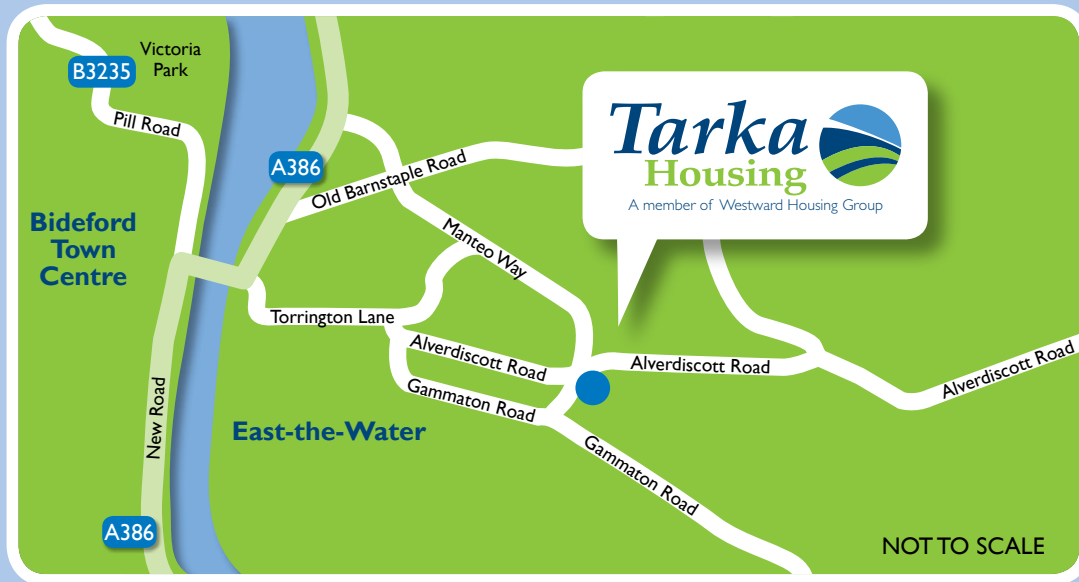 Victoria
Park
B3235
Pill Road
A386
Old Barnstaple Road
Tarka
Housing
A member of Westward Housing Group
Bideford
Town
Centre
Manteo Way
Torrington Lane
Alverdiscott Road
Alverdiscott Road
Alverdiscott Road
Gammaton Road
New Road
East-the-Water
Gammaton Road
A386
NOT TO SCALE